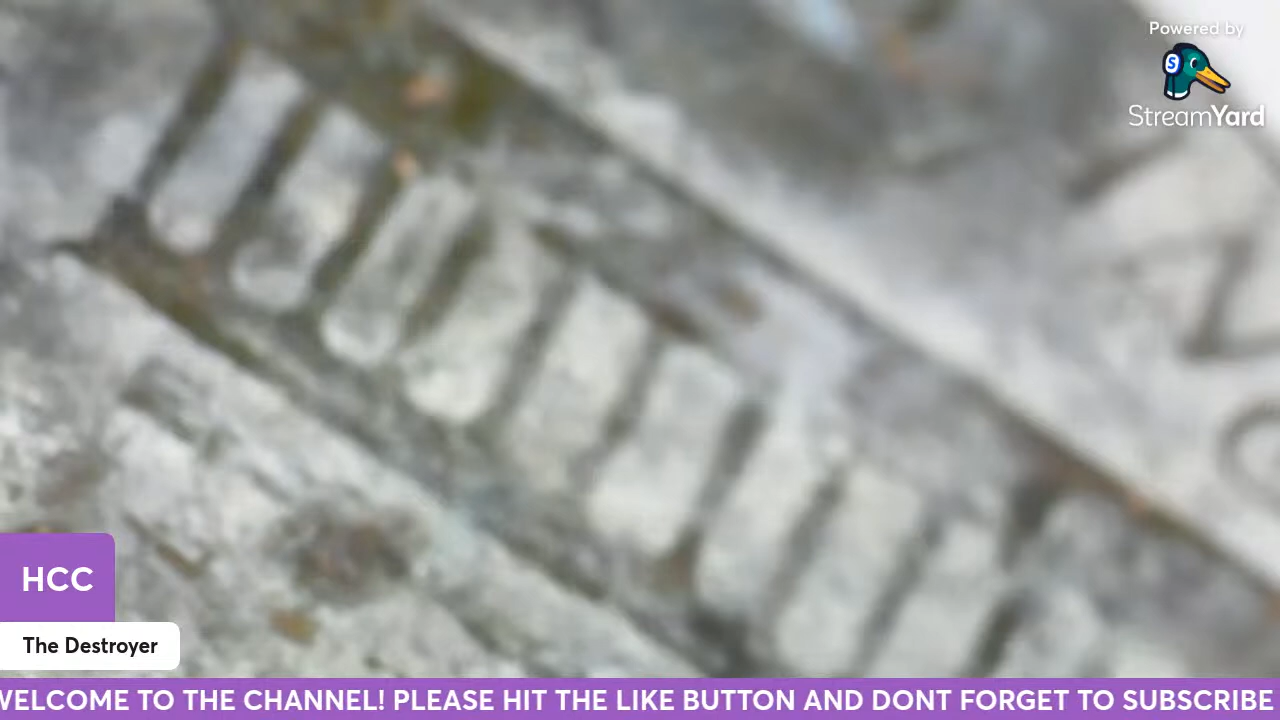 Powered by
StreamYard
HCC
The Destroyer
WELCOME TO THE CHANNEL! PLEASE HIT THE LIKE BUTTON AND DONT FORGET TO SUBSCRIBE